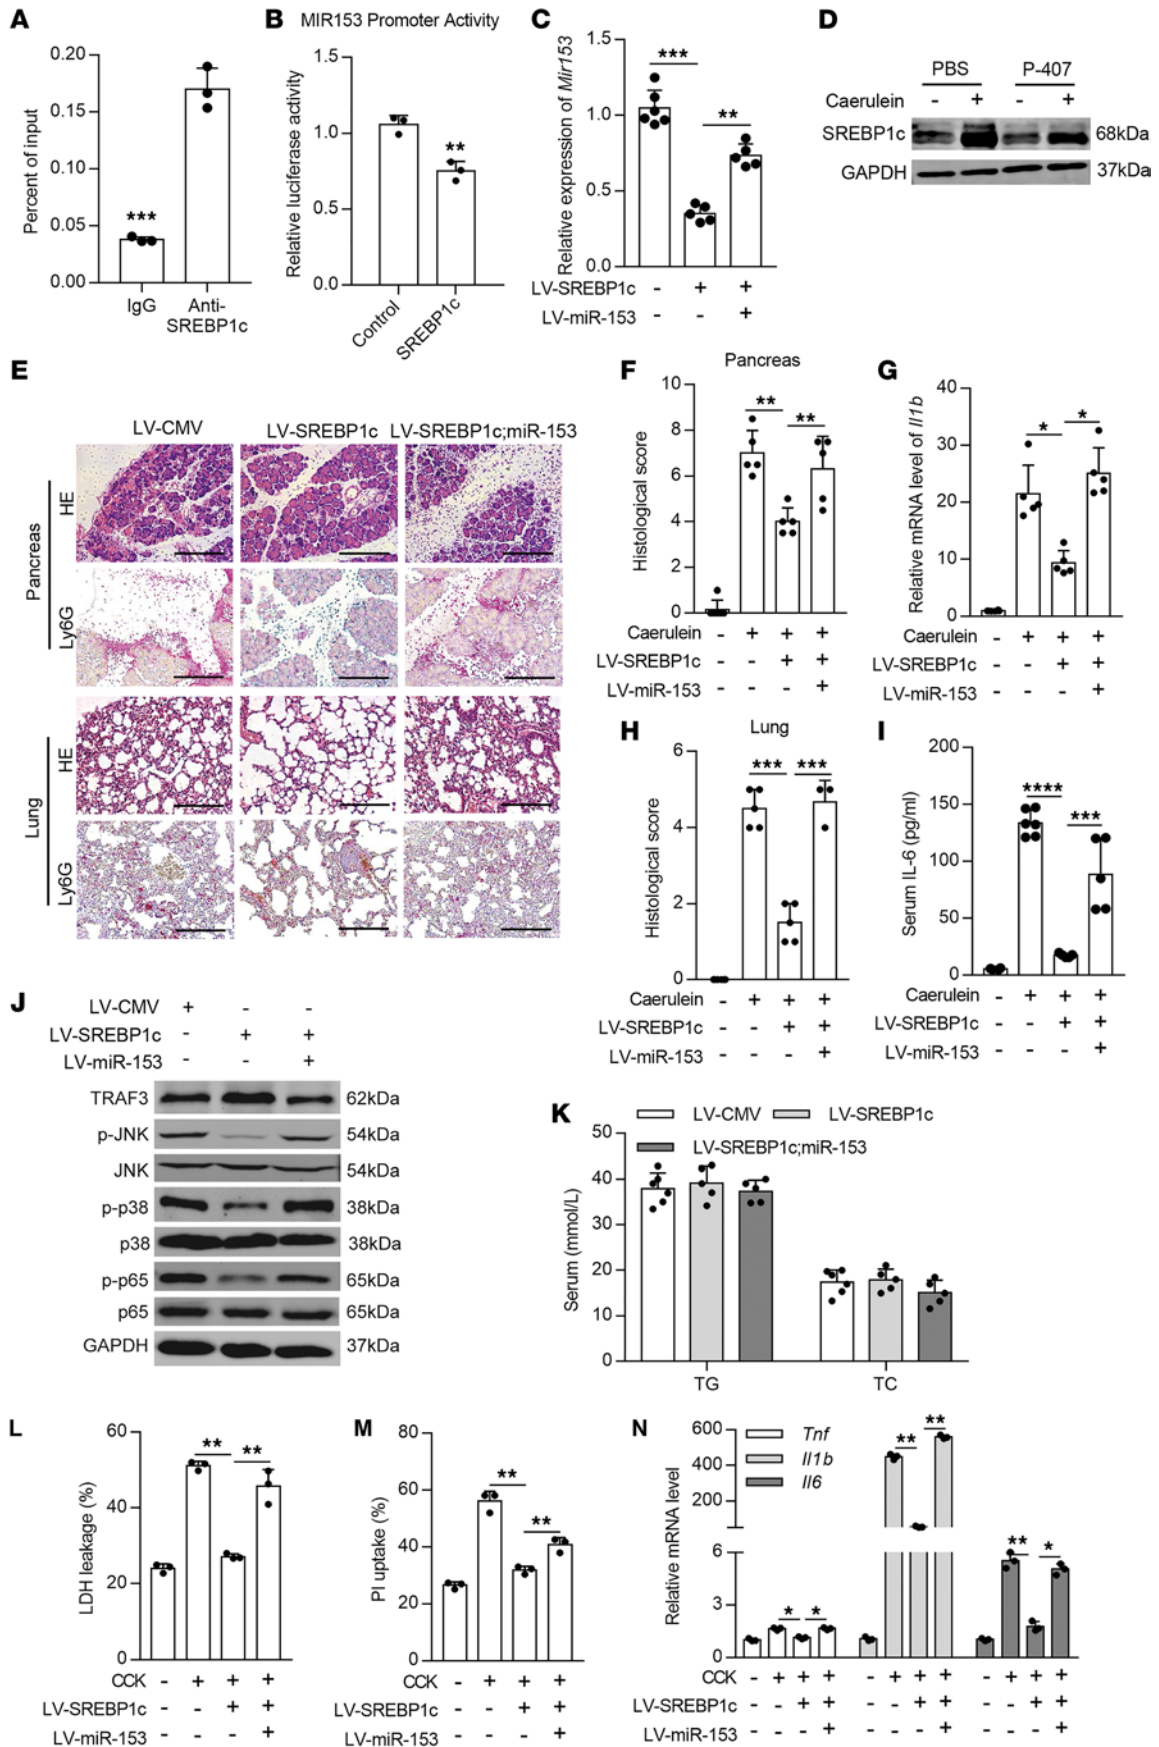 A
Percent of input
0.20
0.15
0.10
0.05
0.00
***
IgG
Anti-
SREBP1c
B
MIR153 Promoter Activity
Relative luciferase activity
1.5
1.0
0.5
0.0
**
Control
SREBP1c
C
Relative expression of Mir153
1.5
1.0
0.5
0.0
***
**
LV-SREBP1c - + +
LV-miR-153 - - +
D
PBS P-407
Caerulein - + - +
SREBP1c 68kDa
GAPDH 37kDa
E
LV-CMV LV-SREBP1c LV-SREBP1c;miR-153
Pancreas
HE
Ly6G
Lung
HE
Ly6G
F
Pancreas
Histological score
10
8
6
4
2
0
** **
Caerulein - + + +
LV-SREBP1c - - + +
LV-miR-153 - - - +
G
Relative mRNA level of Il1b
40
30
20
10
0
* *
Caerulein - + + +
LV-SREBP1c - - + +
LV-miR-153 - - - +
H
Lung
Histological score
6
4
2
0
*** ***
Caerulein - + + +
LV-SREBP1c - - + +
LV-miR-153 - - - +
I
Serum IL-6 (pg/ml)
200
150
100
50
0
****
***
Caerulein - + + +
LV-SREBP1c - - + +
LV-miR-153 - - - +
J
LV-CMV + - -
LV-SREBP1c - + +
LV-miR-153 - - +
TRAF3 62kDa
p-JNK 54kDa
JNK 54kDa
p-p38 38kDa
p38 38kDa
p-p65 65kDa
p65 65kDa
GAPDH 37kDa
K
LV-CMV LV-SREBP1c
LV-SREBP1c;miR-153
Serum (mmol/L)
50
40
30
20
10
0
TG TC
L
LDH leakage (%)
60
40
20
0
** **
CCK - + + +
LV-SREBP1c - - + +
LV-miR-153 - - - +
M
PI uptake (%)
80
60
40
20
0
**
**
CCK - + + +
LV-SREBP1c - - + +
LV-miR-153 - - - +
N
Tnf
Il1b
Il6
Relative mRNA level
600
400
200
6
3
0
* * ** ** ** *
CCK - + + + - + + + - + + +
LV-SREBP1c - - + + - - + + - - + +
LV-miR-153 - - - + - - - + - - - +